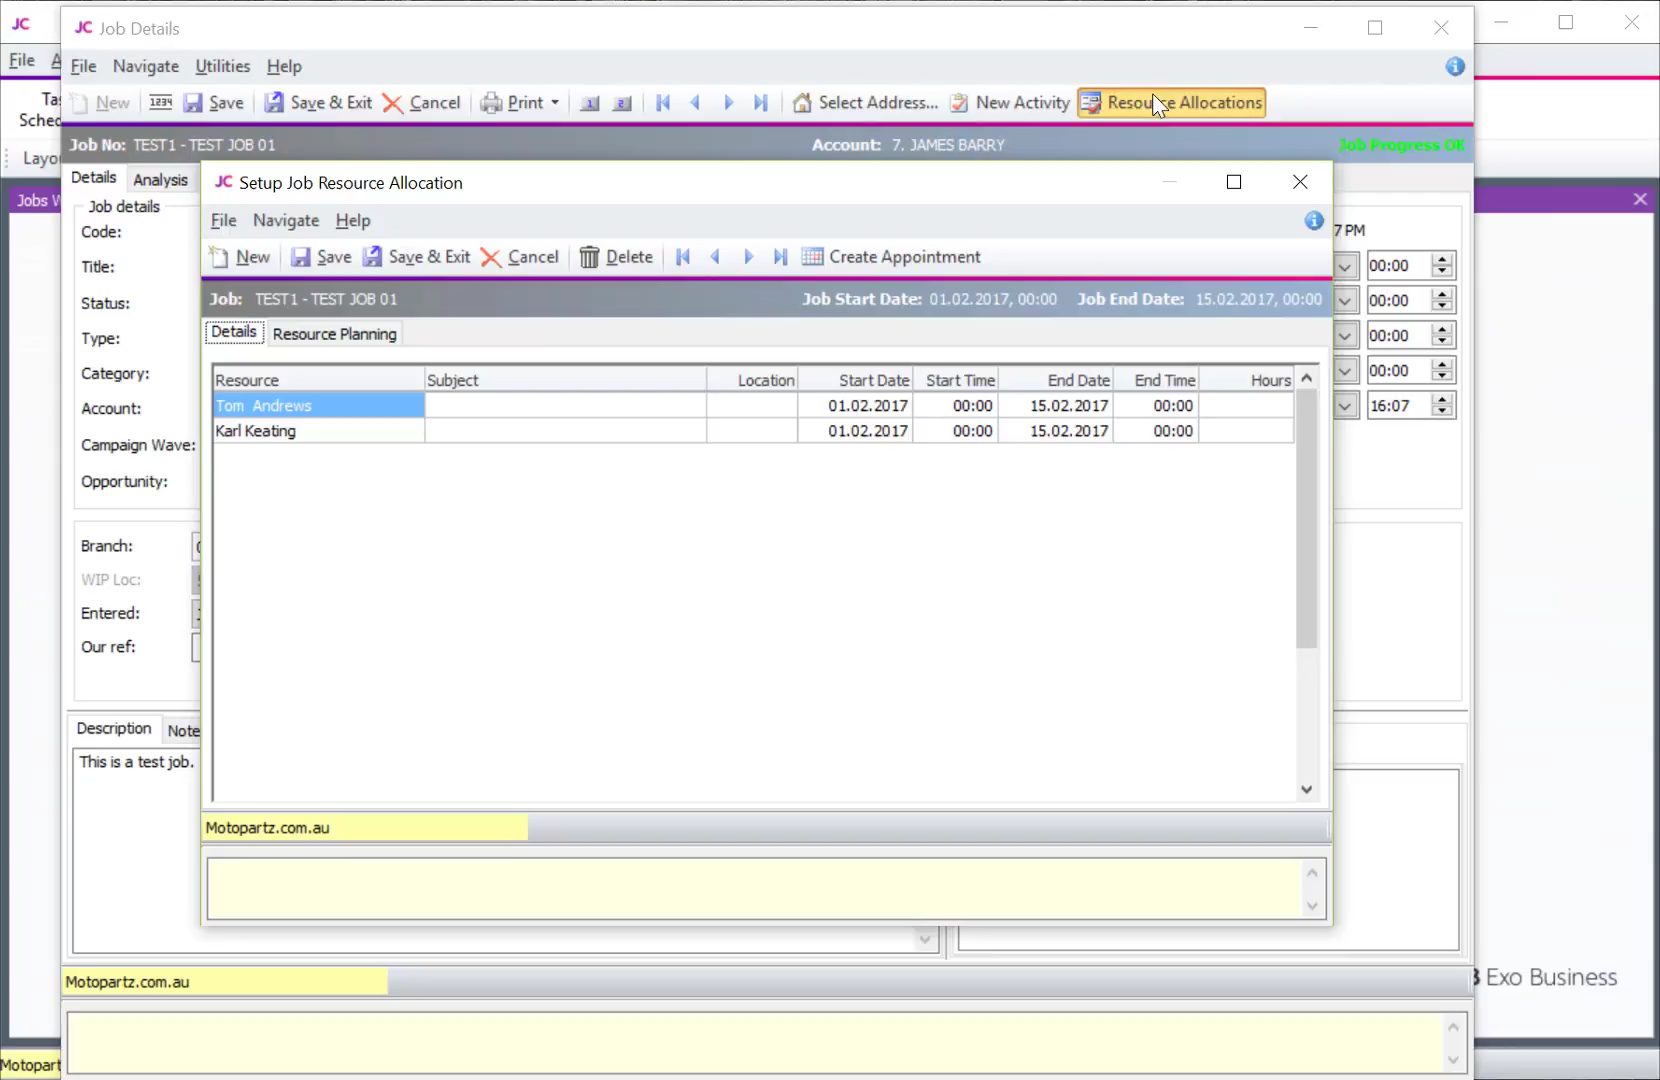 JC
JC Job Details
File
File Navigate Utilities Help
New 1234 Save Save & Exit Cancel Print 1 2 Select Address... New Activity Resource Allocations
Job No: TEST1 - TEST JOB 01 Account: 7. JAMES BARRY Job Progress OK
Details Analysis
Job details
Code:
Title:
Status:
Type:
Category:
Account:
Campaign Wave:
Opportunity:
7 PM
00:00
00:00
00:00
00:00
16:07
Branch:
WIP Loc:
Entered:
Our ref:
Description
This is a test job.
JC Setup Job Resource Allocation
File Navigate Help
New Save Save & Exit Cancel Delete Create Appointment
Job: TEST1 - TEST JOB 01 Job Start Date: 01.02.2017, 00:00 Job End Date: 15.02.2017, 00:00
Details Resource Planning
Resource Subject Location Start Date Start Time End Date End Time Hours
Tom Andrews 01.02.2017 00:00 15.02.2017 00:00
Karl Keating 01.02.2017 00:00 15.02.2017 00:00
Motopartz.com.au
Motopartz.com.au
Exo Business